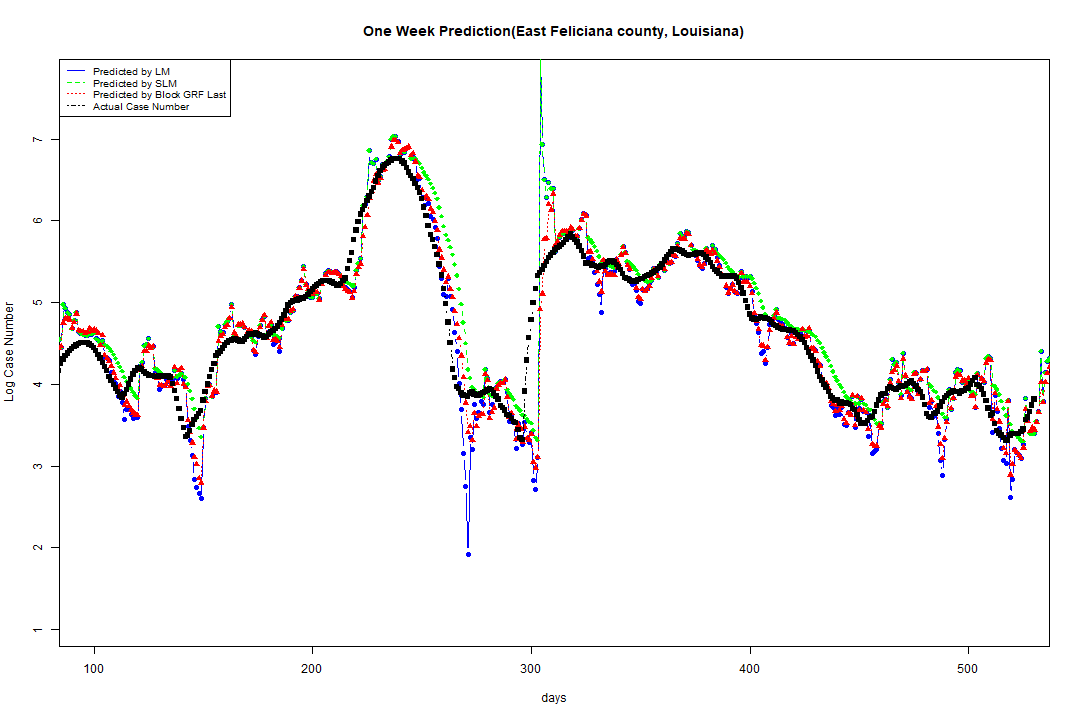 One Week Prediction(East Feliciana county, Louisiana)
Predicted by LM
Predicted by SLM
Predicted by Block GRF Last
Actual Case Number
Log Case Number
7
6
5
4
3
2
1
100 200 300 400 500
days